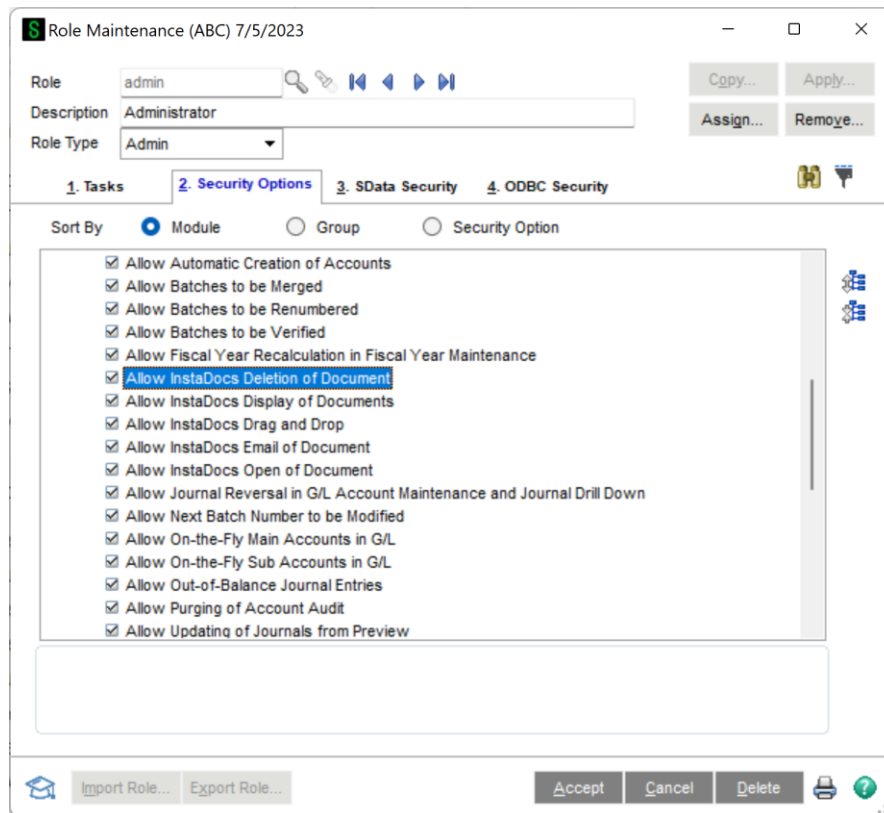 S Role Maintenance (ABC) 7/5/2023
Role admin Copy... Apply...
Description Administrator Assign... Remove...
Role Type Admin
1. Tasks 2. Security Options 3. SData Security 4. ODBC Security
Sort By Module Group Security Option
Allow Automatic Creation of Accounts
Allow Batches to be Merged
Allow Batches to be Renumbered
Allow Batches to be Verified
Allow Fiscal Year Recalculation in Fiscal Year Maintenance
Allow InstaDocs Deletion of Document
Allow InstaDocs Display of Documents
Allow InstaDocs Drag and Drop
Allow InstaDocs Email of Document
Allow InstaDocs Open of Document
Allow Journal Reversal in G/L Account Maintenance and Journal Drill Down
Allow Next Batch Number to be Modified
Allow On-the-Fly Main Accounts in G/L
Allow On-the-Fly Sub Accounts in G/L
Allow Out-of-Balance Journal Entries
Allow Purging of Account Audit
Allow Updating of Journals from Preview
Import Role... Export Role... Accept Cancel Delete ?